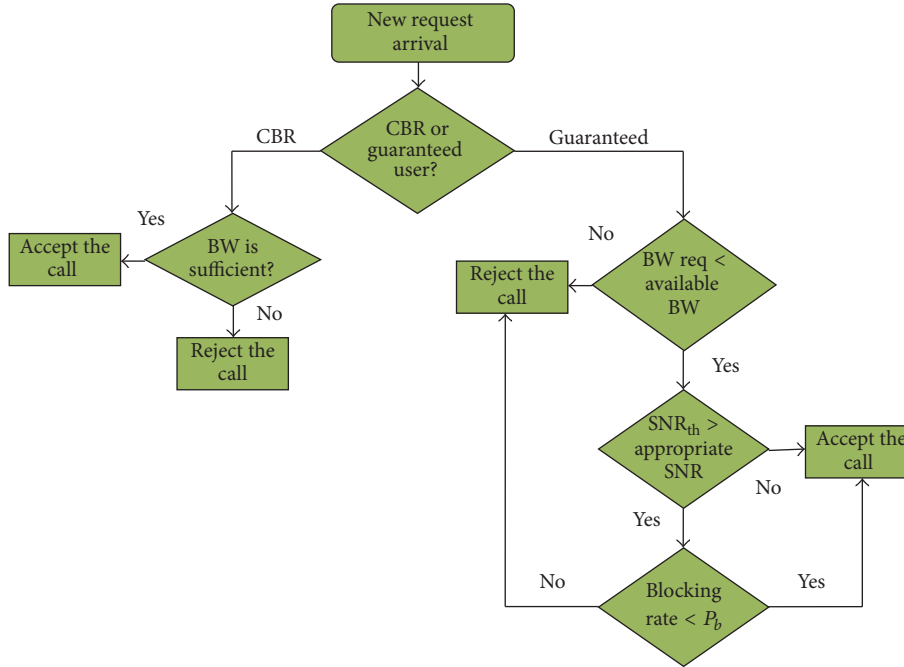 New request
arrival
CBR or
guaranteed
user?
CBR
Guaranteed
Yes
BW is
sufficient?
Accept the
call
No
Reject the
call
No
BW req <
available
BW
Reject the
call
Yes
SNR_th >
appropriate
SNR
No
Accept the
call
Yes
Blocking
rate < P_b
No
Yes